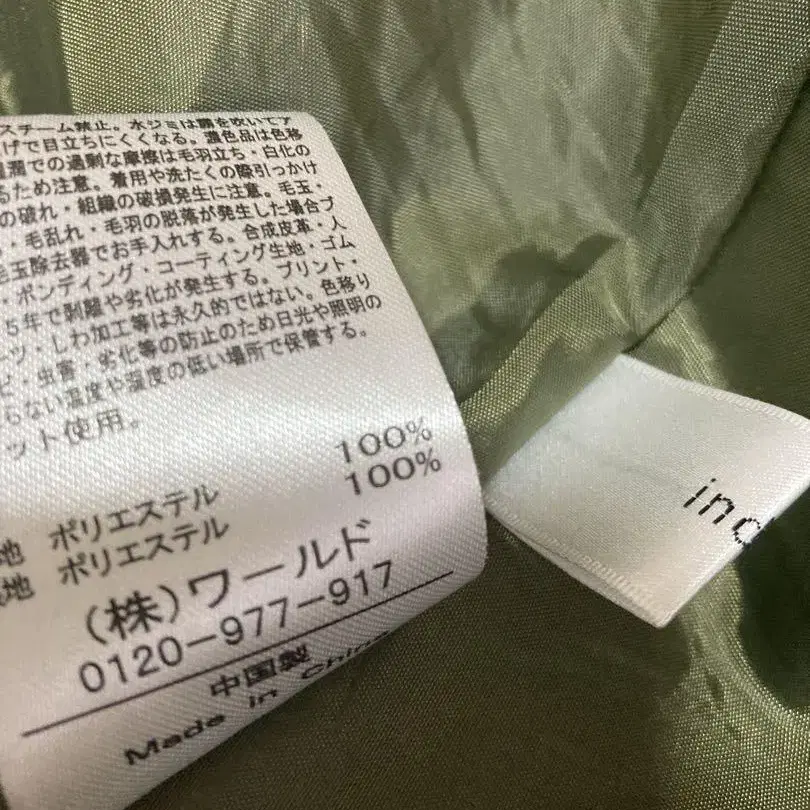 スチーム禁止。水ジミは霧を吹いてア
げで目立ちにくくなる。濃色品は色移
湿潤での過剰な摩擦は毛羽立ち・白化の
るため注意。着用や洗たくの際引っかけ
の破れ・組織の破損発生に注意。毛玉・
・毛乱れ・毛羽の脱落が発生した場合ブ
毛玉除去器でお手入れする。合成皮革・人
・ボンディング・コーティング生地・ゴム
5年で剥離や劣化が発生する。プリント・
ーツ・しわ加工等は永久的ではない。色移り
ビ・虫害・劣化等の防止のため日光や照明の
らない温度や湿度の低い場所で保管する。
ット使用。
地 ポリエステル 100%
地 ポリエステル 100%
(株)ワールド
0120-977-917
中国製
Made in China
ind